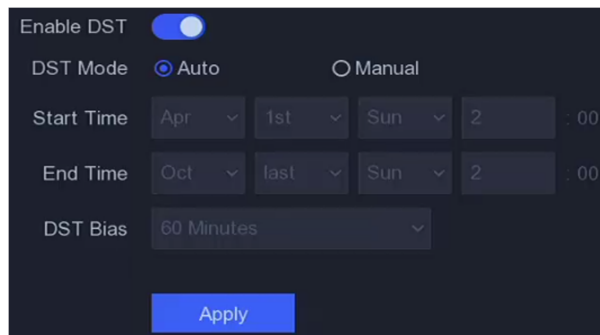 Enable DST
DST Mode Auto Manual
Start Time Apr 1st Sun 2 : 00
End Time Oct last Sun 2 : 00
DST Bias 60 Minutes
Apply